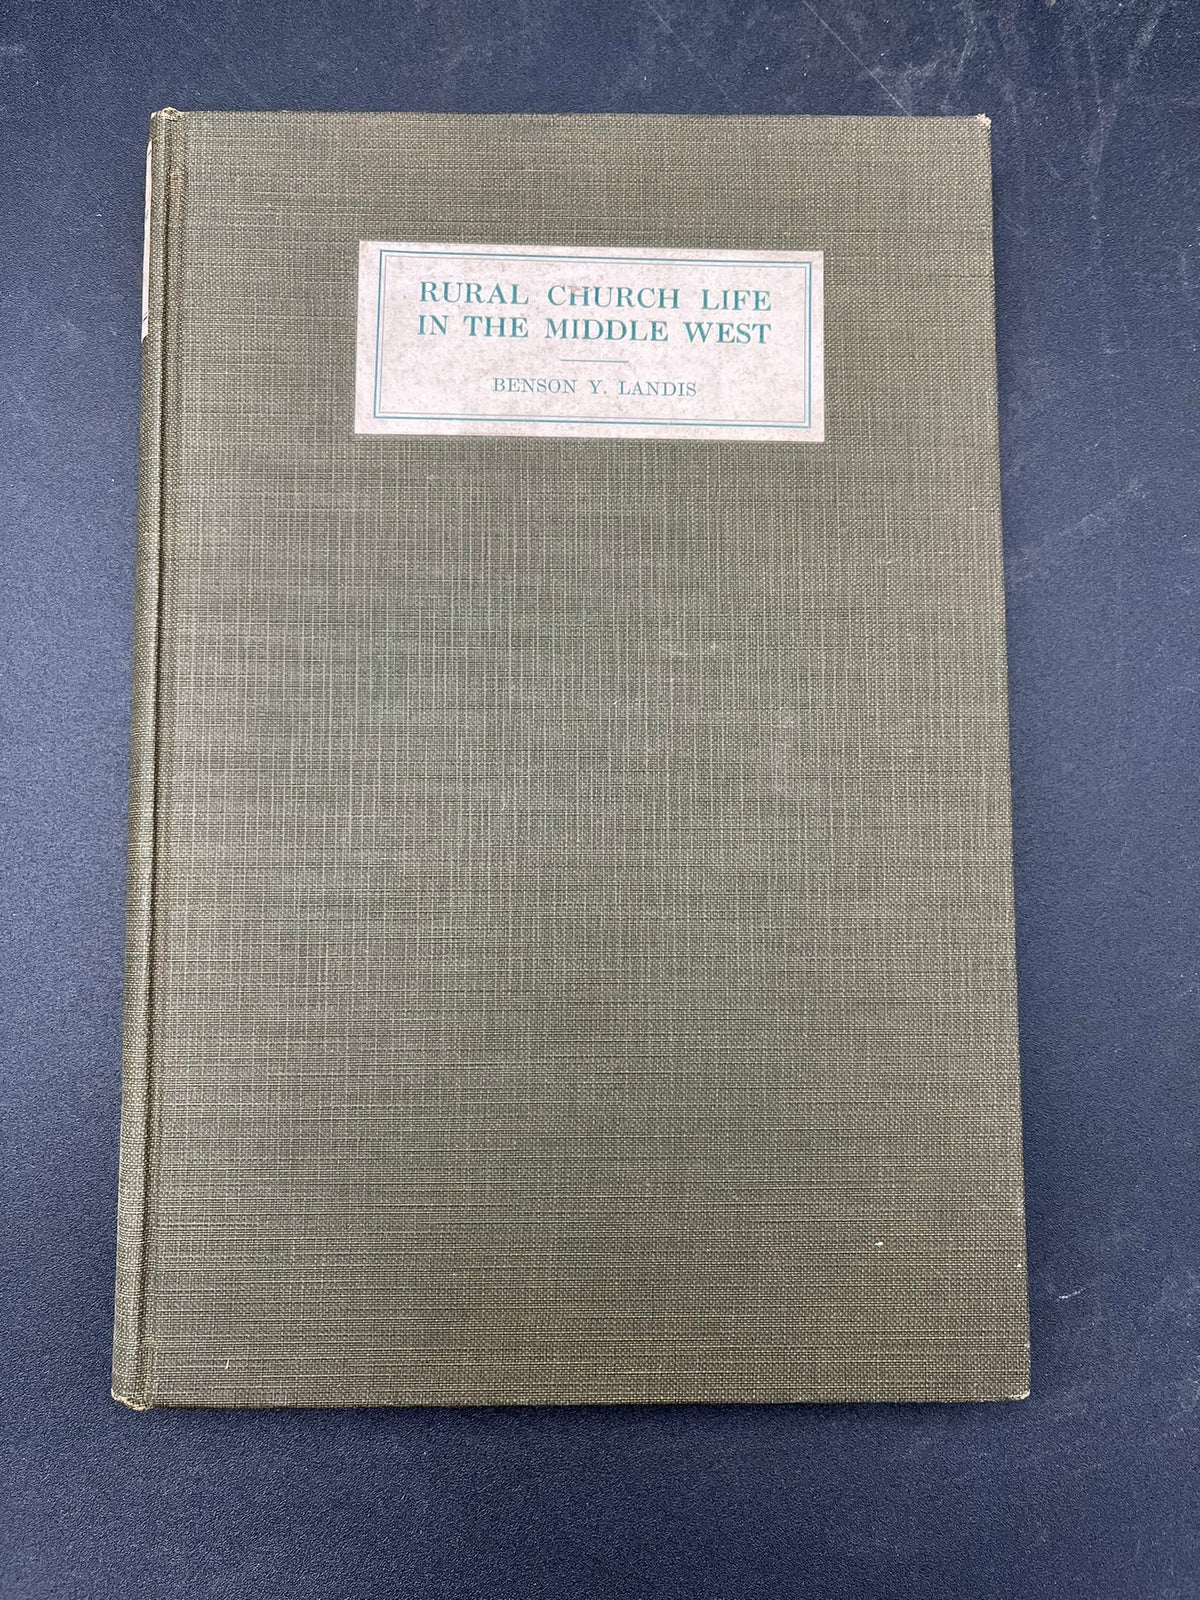 RURAL CHURCH LIFE
IN THE MIDDLE WEST
BENSON Y. LANDIS